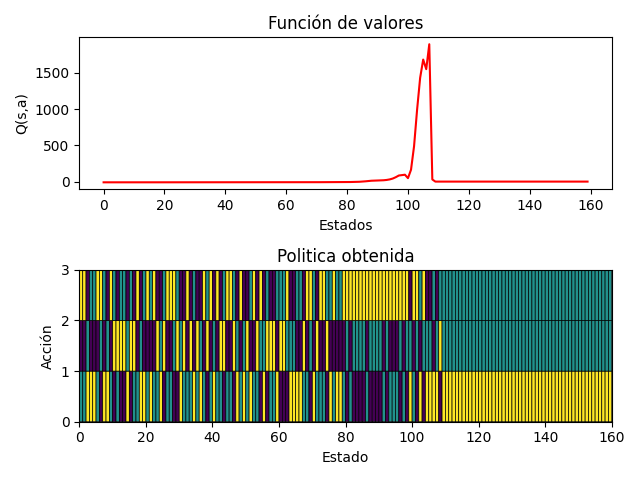 Función de valores
Q(s,a)
1500
1000
500
0
0 20 40 60 80 100 120 140 160
Estados
Politica obtenida
Acción
3
2
1
0
0 20 40 60 80 100 120 140 160
Estado